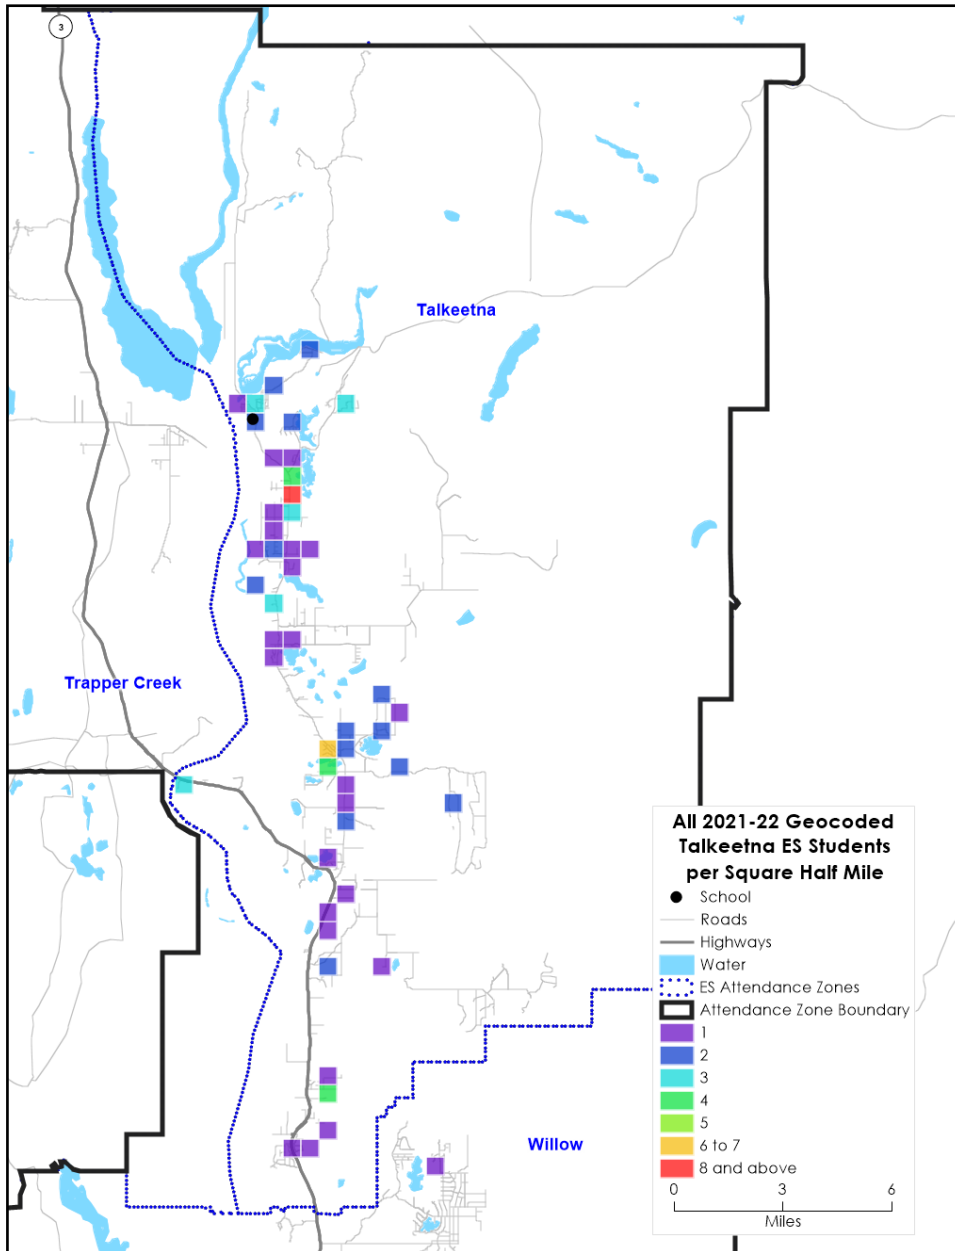 3
Talkeetna
Trapper Creek
Willow
All 2021-22 Geocoded
Talkeetna ES Students
per Square Half Mile
School
Roads
Highways
Water
ES Attendance Zones
Attendance Zone Boundary
1
2
3
4
5
6 to 7
8 and above
0 3 6
Miles